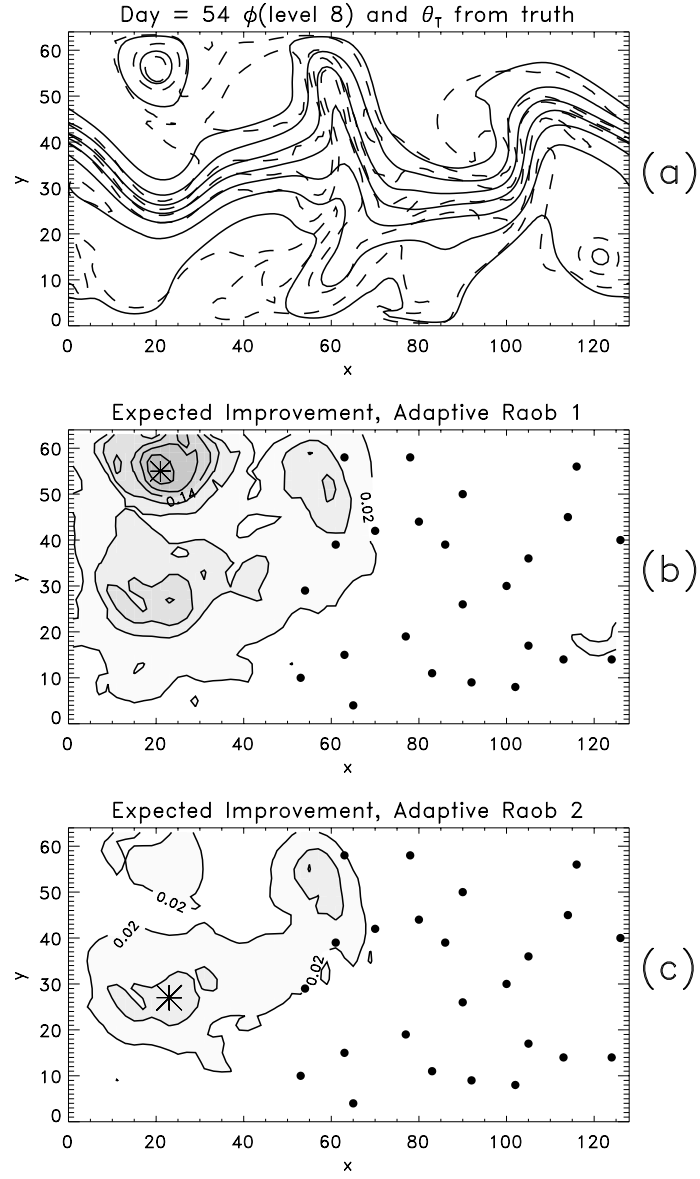 Day = 54 ϕ(level 8) and θ_T from truth
60
50
40
30
20
10
0
y
0 20 40 60 80 100 120
x
(a)
Expected Improvement, Adaptive Raob 1
60
50
40
30
20
10
0
y
0.14
0.02
0 20 40 60 80 100 120
x
(b)
Expected Improvement, Adaptive Raob 2
60
50
40
30
20
10
0
y
0.02
0.02
0.02
0 20 40 60 80 100 120
x
(c)